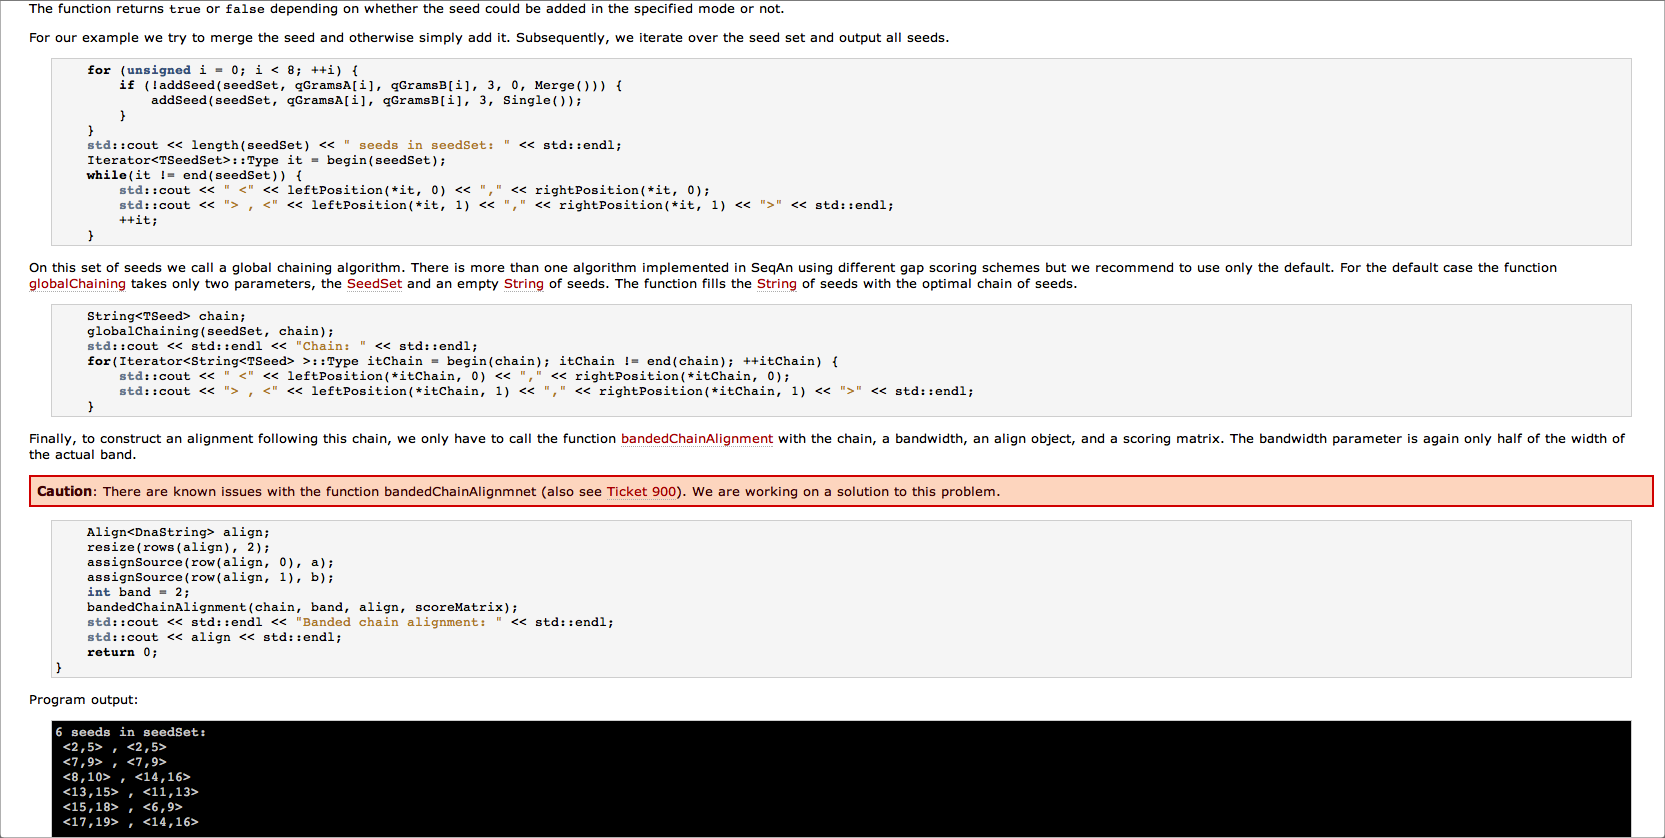 The function returns true or false depending on whether the seed could be added in the specified mode or not.
For our example we try to merge the seed and otherwise simply add it. Subsequently, we iterate over the seed set and output all seeds.
for (unsigned i = 0; i < 8; ++i) {
if (!addSeed(seedSet, qGramsA[i], qGramsB[i], 3, 0, Merge())) {
addSeed(seedSet, qGramsA[i], qGramsB[i], 3, Single());
}
}
std::cout << length(seedSet) << " seeds in seedSet: " << std::endl;
Iterator<TSeedSet>::Type it = begin(seedSet);
while(it != end(seedSet)) {
std::cout << " <" << leftPosition(*it, 0) << "," << rightPosition(*it, 0);
std::cout << "> , <" << leftPosition(*it, 1) << "," << rightPosition(*it, 1) << ">" << std::endl;
++it;
}
On this set of seeds we call a global chaining algorithm. There is more than one algorithm implemented in SeqAn using different gap scoring schemes but we recommend to use only the default. For the default case the function
globalChaining takes only two parameters, the SeedSet and an empty String of seeds. The function fills the String of seeds with the optimal chain of seeds.
String<TSeed> chain;
globalChaining(seedSet, chain);
std::cout << std::endl << "Chain: " << std::endl;
for(Iterator<String<TSeed> >::Type itChain = begin(chain); itChain != end(chain); ++itChain) {
std::cout << " <" << leftPosition(*itChain, 0) << "," << rightPosition(*itChain, 0);
std::cout << "> , <" << leftPosition(*itChain, 1) << "," << rightPosition(*itChain, 1) << ">" << std::endl;
}
Finally, to construct an alignment following this chain, we only have to call the function bandedChainAlignment with the chain, a bandwidth, an align object, and a scoring matrix. The bandwidth parameter is again only half of the width of
the actual band.
Caution: There are known issues with the function bandedChainAlignmnet (also see Ticket 900). We are working on a solution to this problem.
Align<DnaString> align;
resize(rows(align), 2);
assignSource(row(align, 0), a);
assignSource(row(align, 1), b);
int band = 2;
bandedChainAlignment(chain, band, align, scoreMatrix);
std::cout << std::endl << "Banded chain alignment: " << std::endl;
std::cout << align << std::endl;
return 0;
}
Program output:
6 seeds in seedSet:
<2,5> , <2,5>
<7,9> , <7,9>
<8,10> , <14,16>
<13,15> , <11,13>
<15,18> , <6,9>
<17,19> , <14,16>